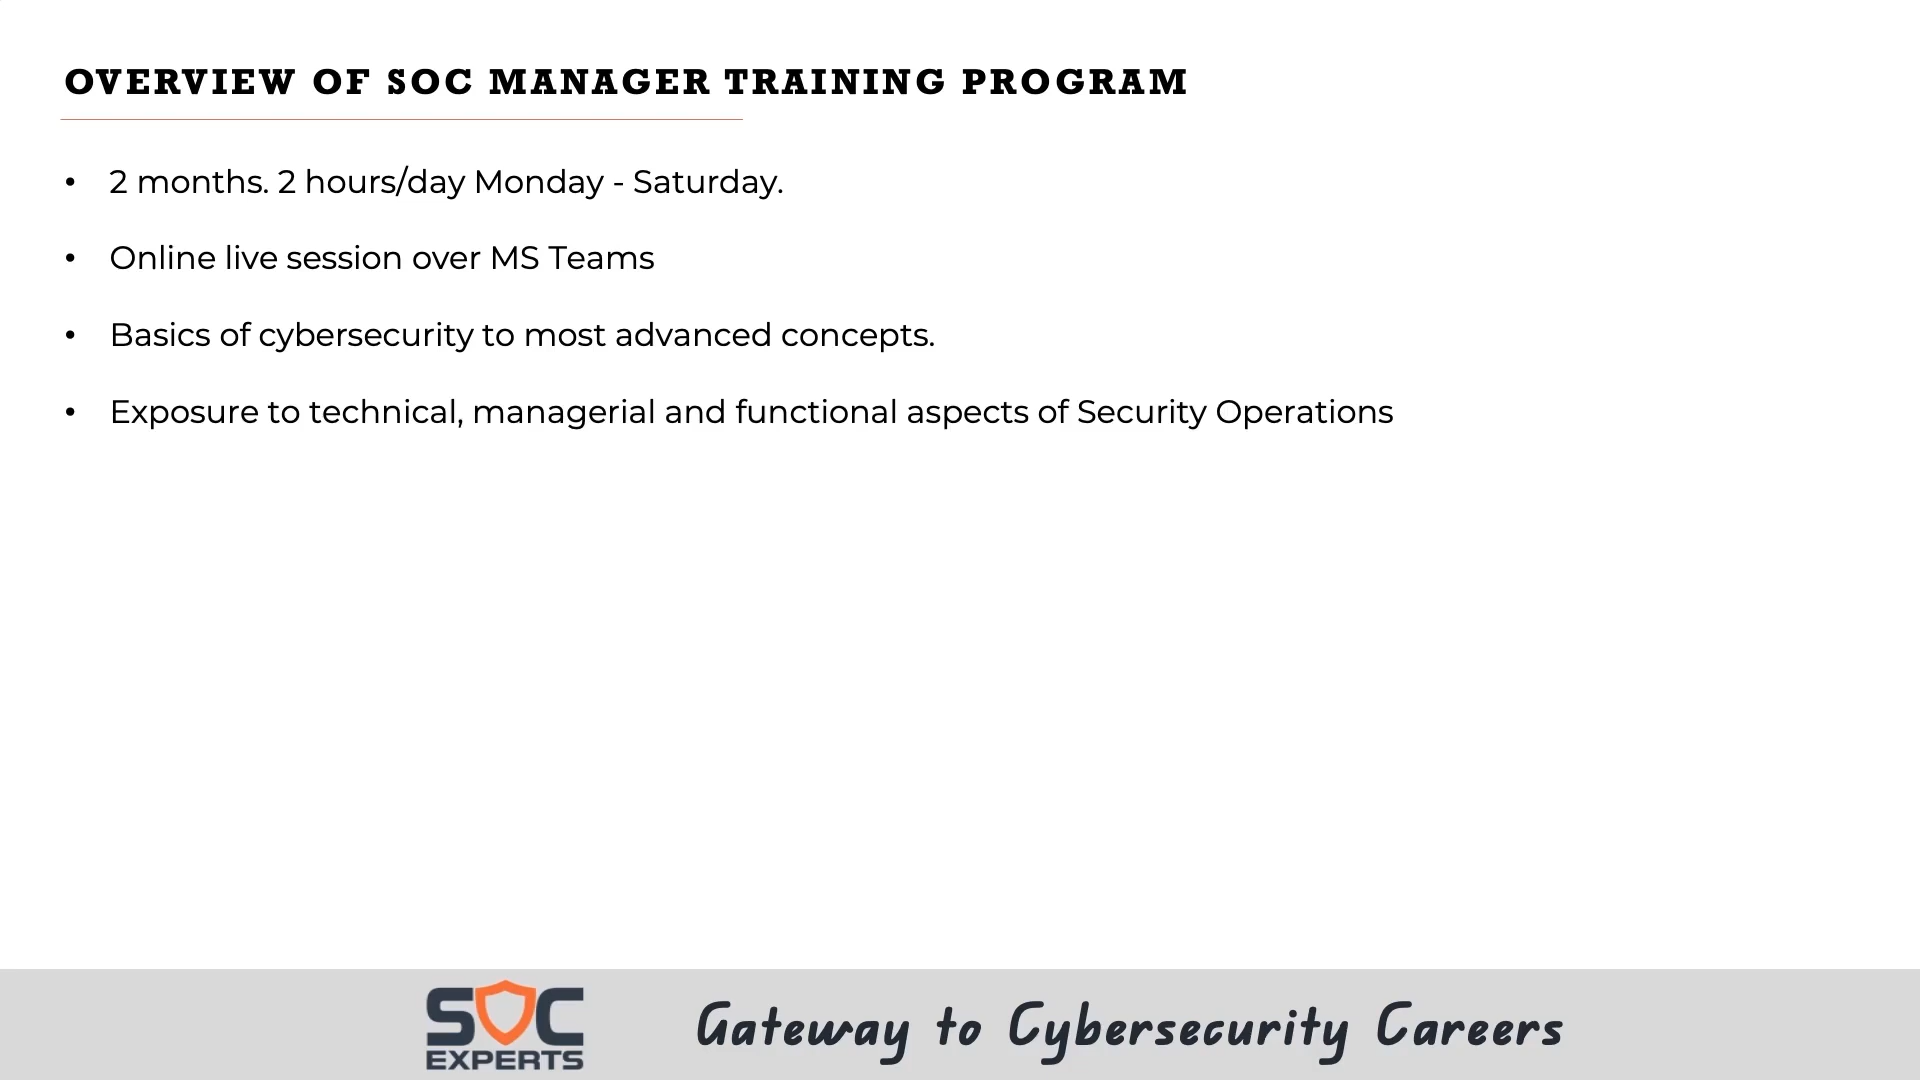 OVERVIEW OF SOC MANAGER TRAINING PROGRAM
• 2 months. 2 hours/day Monday - Saturday.
• Online live session over MS Teams
• Basics of cybersecurity to most advanced concepts.
• Exposure to technical, managerial and functional aspects of Security Operations
SOC
EXPERTS
Gateway to Cybersecurity Careers